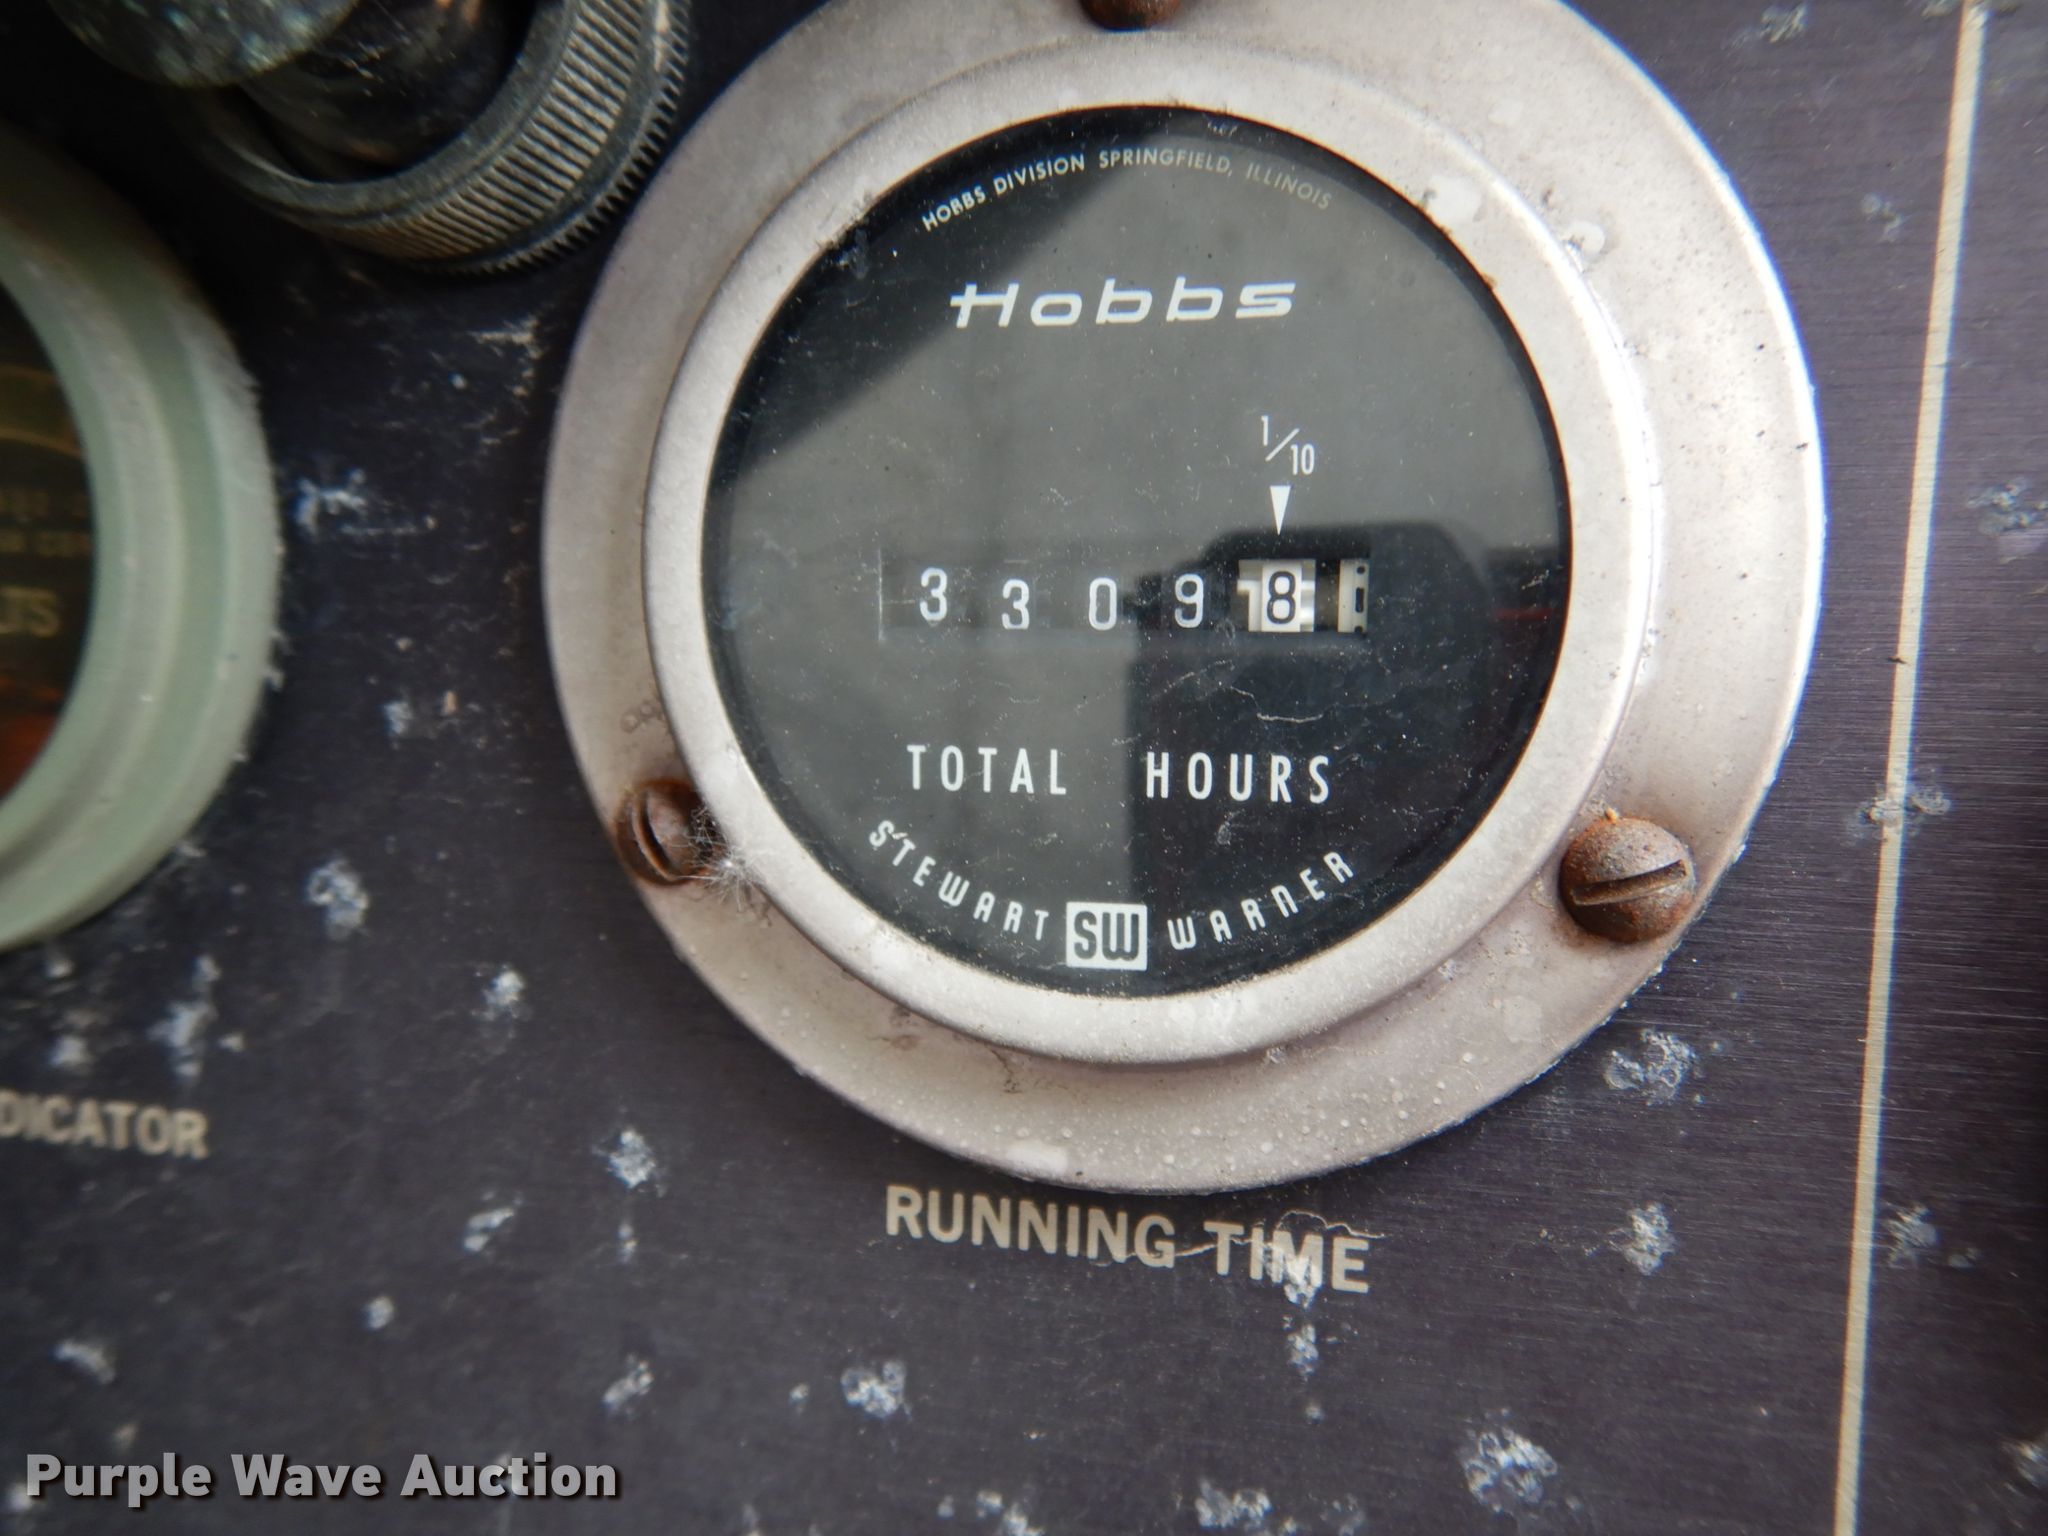 HOBBS DIVISION SPRINGFIELD, ILLINOIS
Hobbs
1/10
3 3 0 9 8
TOTAL HOURS
STEWART SW WARNER
RUNNING TIME
Purple Wave Auction